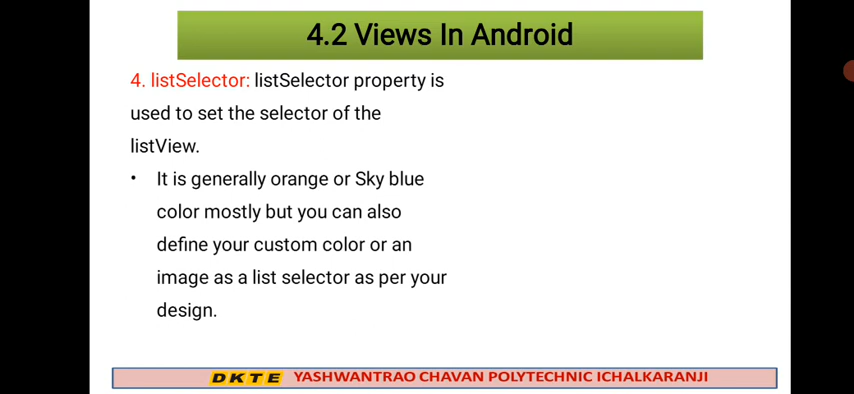 4.2 Views In Android
4. listSelector: listSelector property is
used to set the selector of the
listView.
• It is generally orange or Sky blue
color mostly but you can also
define your custom color or an
image as a list selector as per your
design.
DKTE YASHWANTRAO CHAVAN POLYTECHNIC ICHALKARANJI